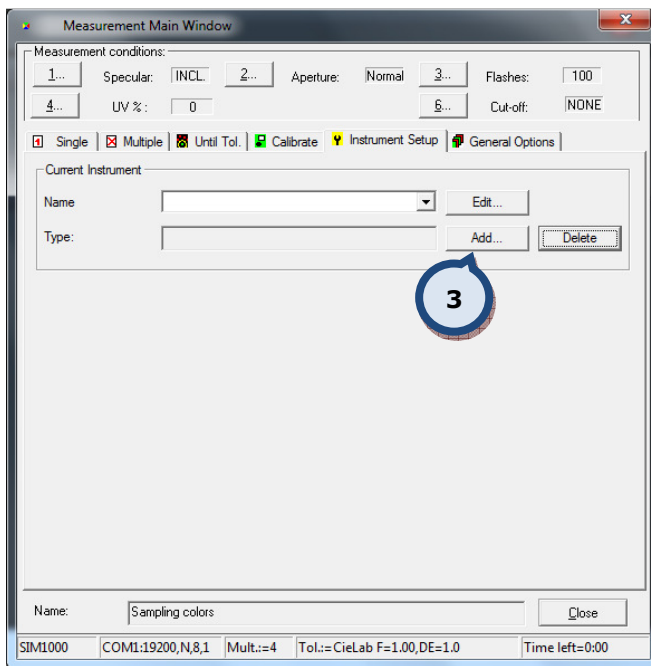 Measurement Main Window
Measurement conditions:
1... Specular: INCL. 2... Aperture: Normal 3... Flashes: 100
4... UV % : 0 6... Cut-off: NONE
1 Single Multiple Until Tol. Calibrate Instrument Setup General Options
Current Instrument
Name Edit...
Type: Add... Delete
3
Name: Sampling colors Close
SIM1000 COM1:19200,N,8,1 Mult.:=4 Tol.:=CieLab F=1.00,DE=1.0 Time left=0:00